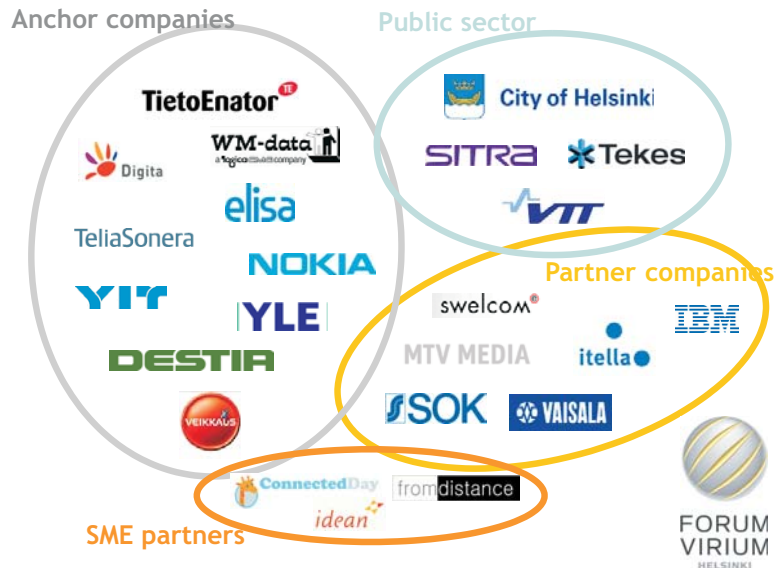 Anchor companies
Public sector
TietoEnator TE
WM-data
a logica company
Digita
elisa
TeliaSonera
NOKIA
YIT
YLE
DESTIA
VEIKKAUS
City of Helsinki
SITRA
Tekes
VTT
Partner companies
swelcom
IBM
MTV MEDIA
itella
SOK
VAISALA
ConnectedDay
fromdistance
idean
SME partners
FORUM
VIRIUM
HELSINKI